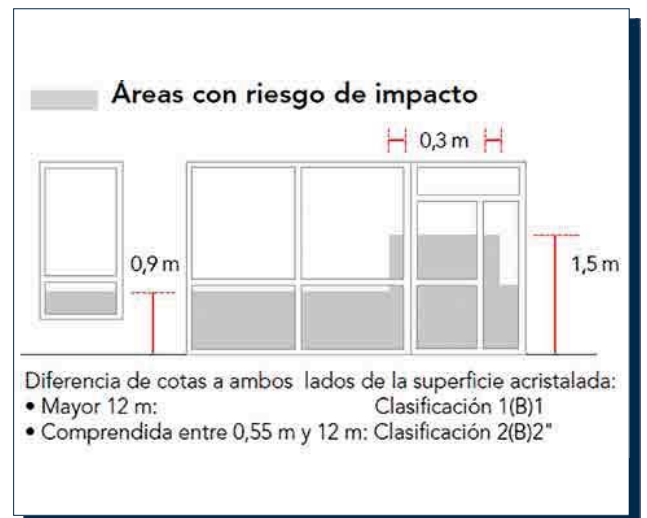 Áreas con riesgo de impacto
0,3 m
0,9 m
1,5 m
Diferencia de cotas a ambos lados de la superficie acristalada:
• Mayor 12 m: Clasificación 1(B)1
• Comprendida entre 0,55 m y 12 m: Clasificación 2(B)2"